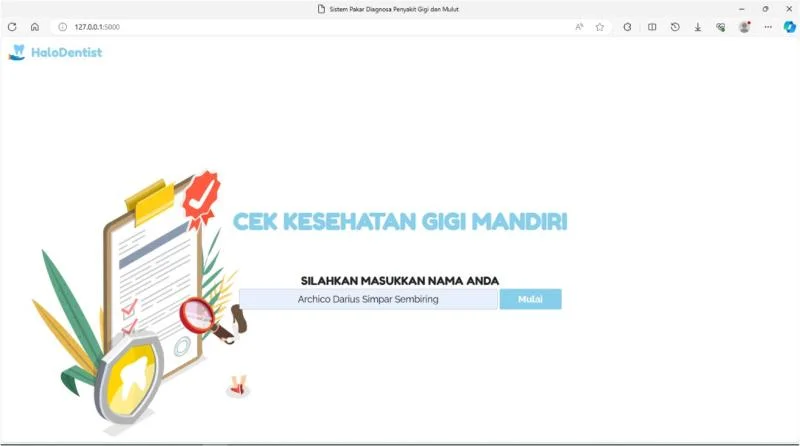 Sistem Pakar Diagnosa Penyakit Gigi dan Mulut
127.0.0.1:5000
HaloDentist
CEK KESEHATAN GIGI MANDIRI
SILAHKAN MASUKKAN NAMA ANDA
Archico Darius Simpar Sembiring
Mulai